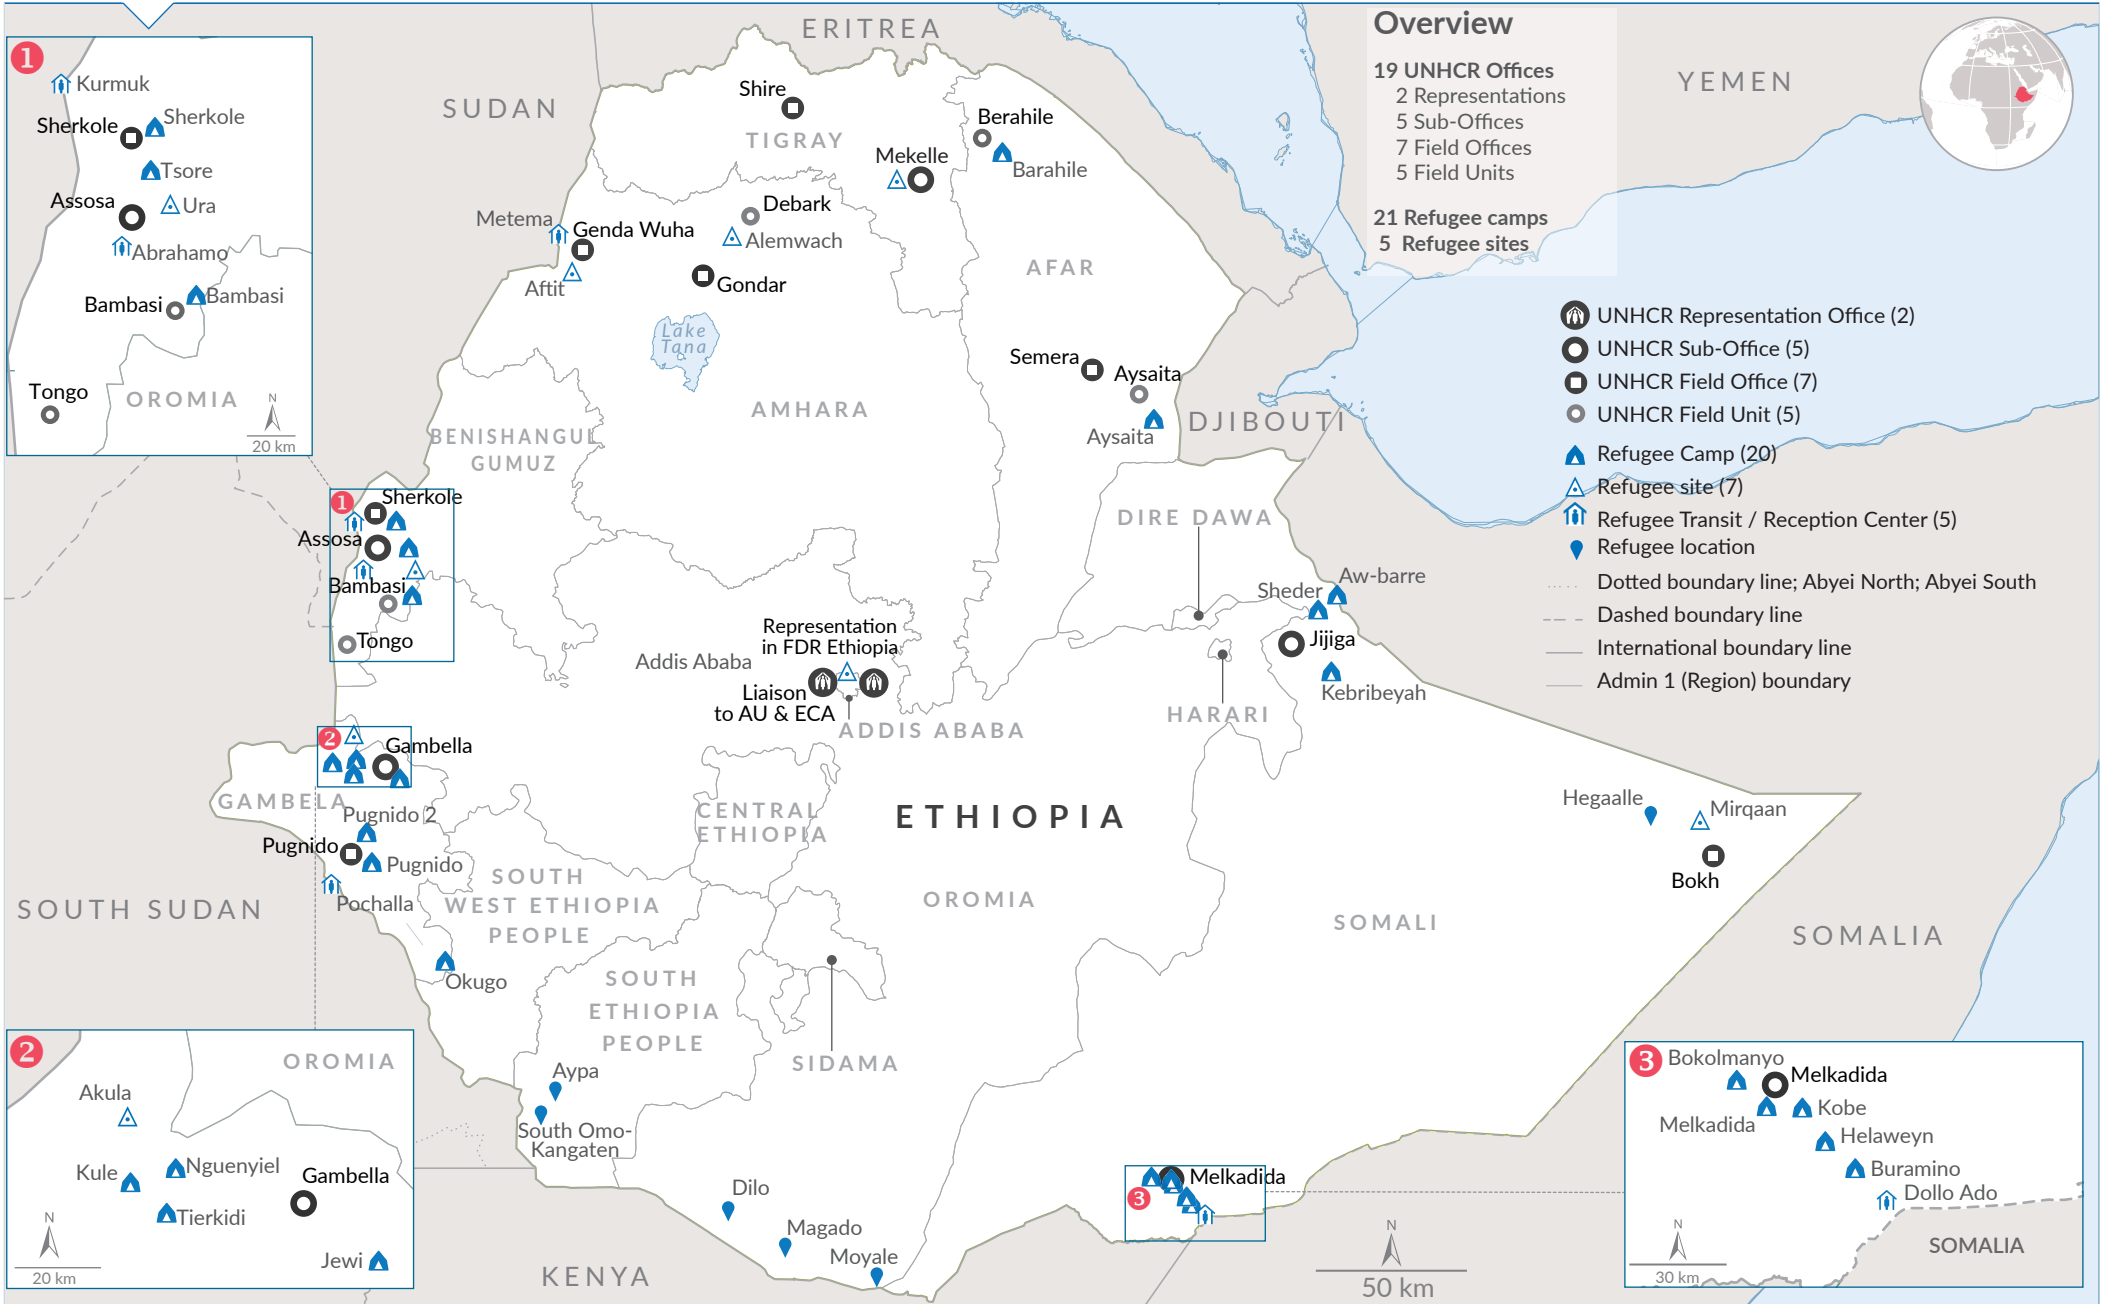 ERITREA
SUDAN
YEMEN
Overview
19 UNHCR Offices
2 Representations
5 Sub-Offices
7 Field Offices
5 Field Units
21 Refugee camps
5 Refugee sites
UNHCR Representation Office (2)
UNHCR Sub-Office (5)
UNHCR Field Office (7)
UNHCR Field Unit (5)
Refugee Camp (20)
Refugee site (7)
Refugee Transit / Reception Center (5)
Refugee location
Dotted boundary line; Abyei North; Abyei South
Dashed boundary line
International boundary line
Admin 1 (Region) boundary
1
Kurmuk
Sherkole
Sherkole
Tsore
Assosa
Ura
Abrahamo
Bambasi
Bambasi
Tongo
OROMIA
N
20 km
Shire
TIGRAY
Berahile
Barahile
Mekelle
Metema
Genda Wuha
Debark
Alemwach
Aftit
Gondar
AFAR
Lake
Tana
Semera
Aysaita
Aysaita
DJIBOUTI
AMHARA
BENISHANGUL
GUMUZ
1
Sherkole
Assosa
Bambasi
Tongo
DIRE DAWA
Sheder
Aw-barre
Jijiga
Kebribeyah
HARARI
Representation
in FDR Ethiopia
Addis Ababa
Liaison
to AU & ECA
ADDIS ABABA
2
Gambella
GAMBELA
Pugnido 2
Pugnido
Pugnido
Pochalla
CENTRAL
ETHIOPIA
ETHIOPIA
Hegaalle
Mirqaan
Bokh
SOUTH
WEST ETHIOPIA
PEOPLE
OROMIA
SOMALI
SOUTH SUDAN
SOMALIA
Okugo
SOUTH
ETHIOPIA
PEOPLE
SIDAMA
Aypa
South Omo-
Kangaten
Dilo
Magado
Moyale
KENYA
Melkadida
3
N
50 km
2
OROMIA
Akula
Kule
Nguenyiel
Gambella
Tierkidi
Jewi
N
20 km
3
Bokolmanyo
Melkadida
Kobe
Melkadida
Helaweyn
Buramino
Dollo Ado
SOMALIA
N
30 km